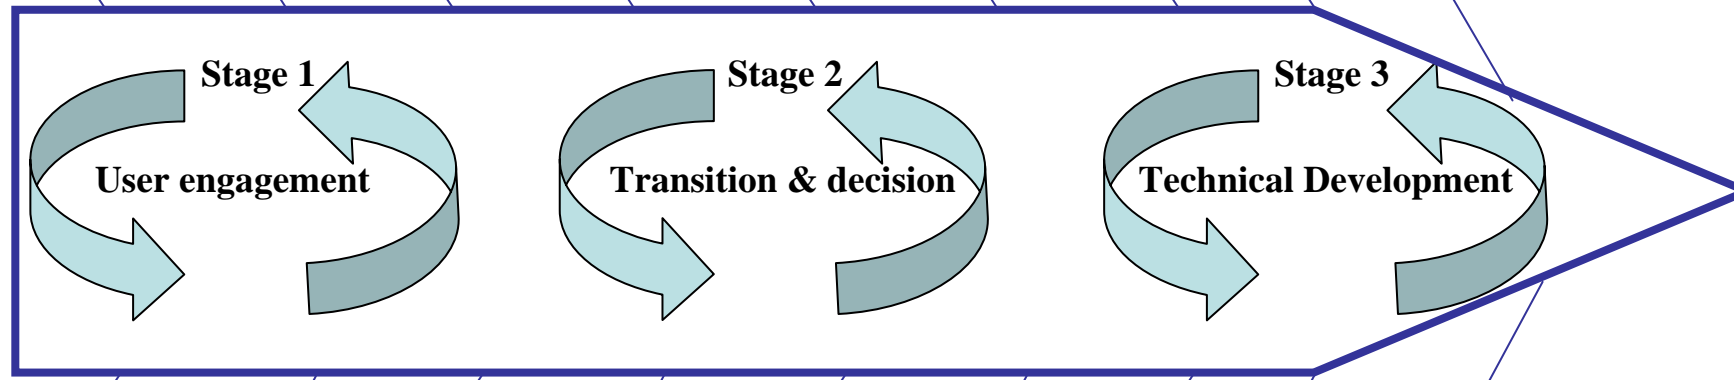 Stage 1
User engagement
Stage 2
Transition & decision
Stage 3
Technical Development